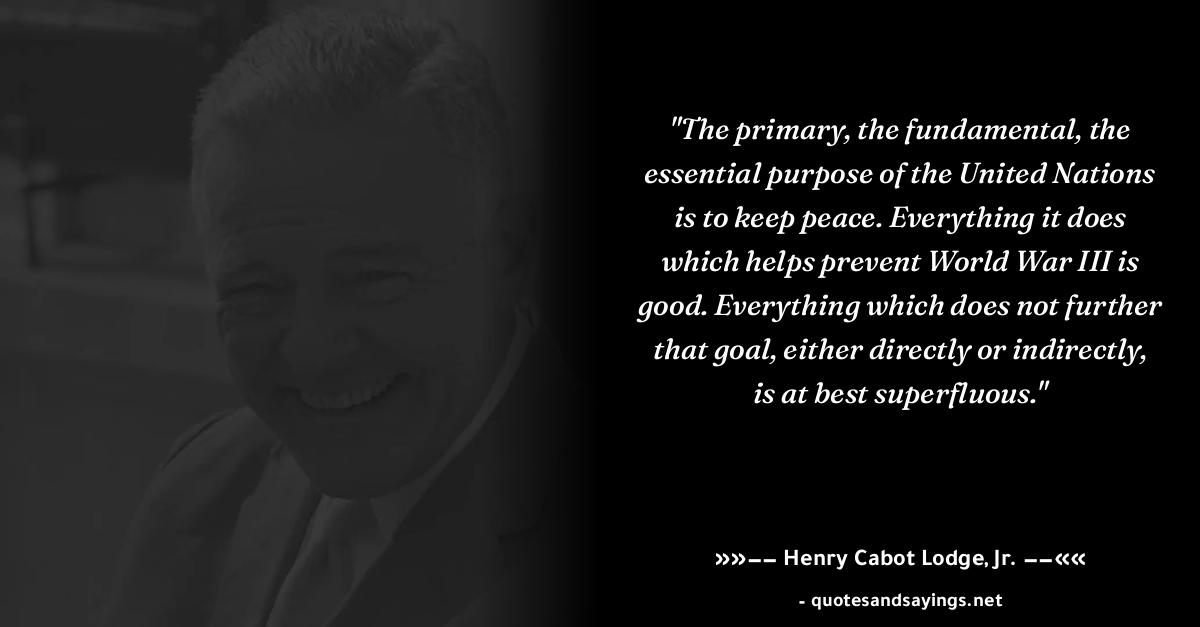 "The primary, the fundamental, the
essential purpose of the United Nations
is to keep peace. Everything it does
which helps prevent World War III is
good. Everything which does not further
that goal, either directly or indirectly,
is at best superfluous."
»»–– Henry Cabot Lodge, Jr. ––««
- quotesandsayings.net